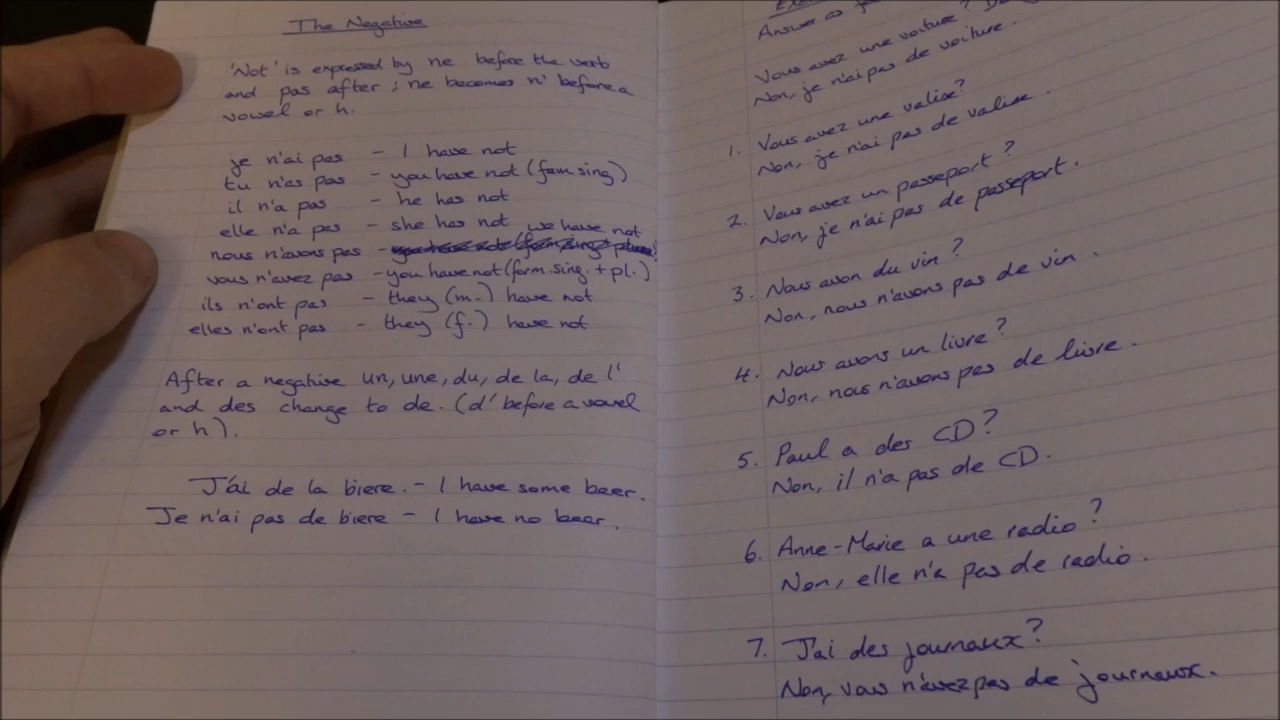 The Negative
'Not' is expressed by ne before the verb
and pas after ; ne becomes n' before a
vowel or h.
je n'ai pas - I have not
tu n'as pas - you have not (fam sing)
il n'a pas - he has not
elle n'a pas - she has not
nous n'avons pas - we have not
vous n'avez pas - you have not (form. sing. + pl.)
ils n'ont pas - they (m.) have not
elles n'ont pas - they (f.) have not
After a negative un, une, du, de la, de l'
and des change to de. (d' before a vowel
or h).
J'ai de la biere. - I have some beer.
Je n'ai pas de biere - I have no beer.
Answer as
Vous avez une voiture?
Non, je n'ai pas de voiture.
1. Vous avez une valise?
Non, je n'ai pas de valise.
2. Vous avez un passeport?
Non, je n'ai pas de passeport.
3. Nous avon du vin?
Non, nous n'avons pas de vin.
4. Nous avons un livre?
Non, nous n'avons pas de livre.
5. Paul a des CD?
Non, il n'a pas de CD.
6. Anne-Marie a une radio?
Non, elle n'a pas de radio.
7. J'ai des journaux?
Non, vous n'avez pas de journaux.